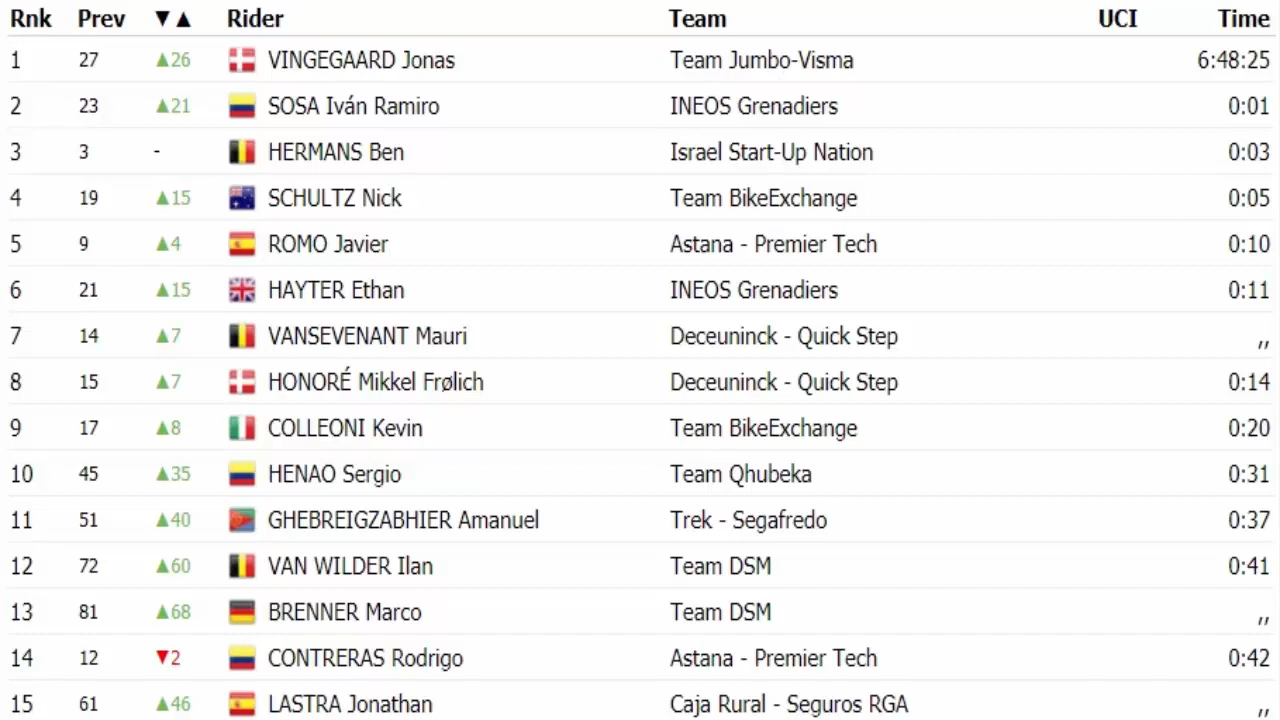 Rnk Prev ▼▲ Rider Team UCI Time
1 27 ▲26 VINGEGAARD Jonas Team Jumbo-Visma 6:48:25
2 23 ▲21 SOSA Iván Ramiro INEOS Grenadiers 0:01
3 3 - HERMANS Ben Israel Start-Up Nation 0:03
4 19 ▲15 SCHULTZ Nick Team BikeExchange 0:05
5 9 ▲4 ROMO Javier Astana - Premier Tech 0:10
6 21 ▲15 HAYTER Ethan INEOS Grenadiers 0:11
7 14 ▲7 VANSEVENANT Mauri Deceuninck - Quick Step ,,
8 15 ▲7 HONORÉ Mikkel Frølich Deceuninck - Quick Step 0:14
9 17 ▲8 COLLEONI Kevin Team BikeExchange 0:20
10 45 ▲35 HENAO Sergio Team Qhubeka 0:31
11 51 ▲40 GHEBREIGZABHIER Amanuel Trek - Segafredo 0:37
12 72 ▲60 VAN WILDER Ilan Team DSM 0:41
13 81 ▲68 BRENNER Marco Team DSM ,,
14 12 ▼2 CONTRERAS Rodrigo Astana - Premier Tech 0:42
15 61 ▲46 LASTRA Jonathan Caja Rural - Seguros RGA ,,